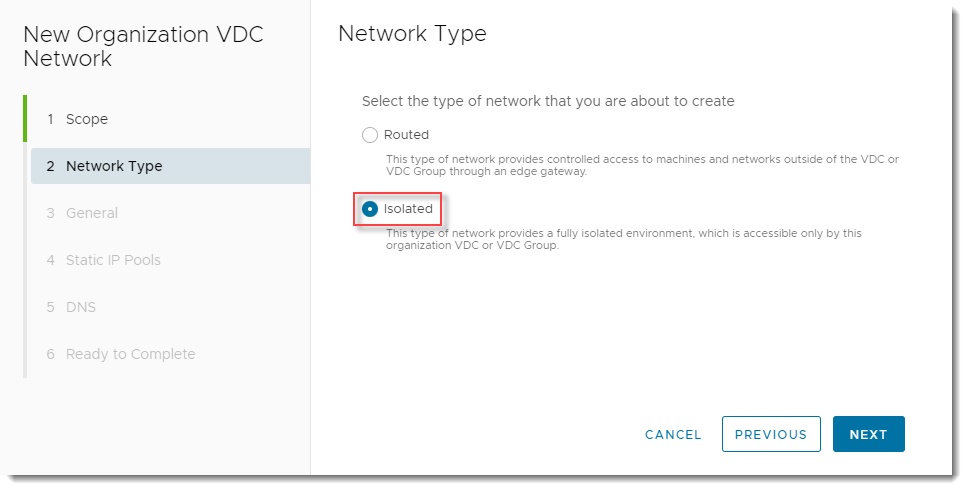 New Organization VDC
Network
1 Scope
2 Network Type
3 General
4 Static IP Pools
5 DNS
6 Ready to Complete
Network Type
Select the type of network that you are about to create
Routed
This type of network provides controlled access to machines and networks outside of the VDC or
VDC Group through an edge gateway.
Isolated
This type of network provides a fully isolated environment, which is accessible only by this
organization VDC or VDC Group.
CANCEL
PREVIOUS
NEXT